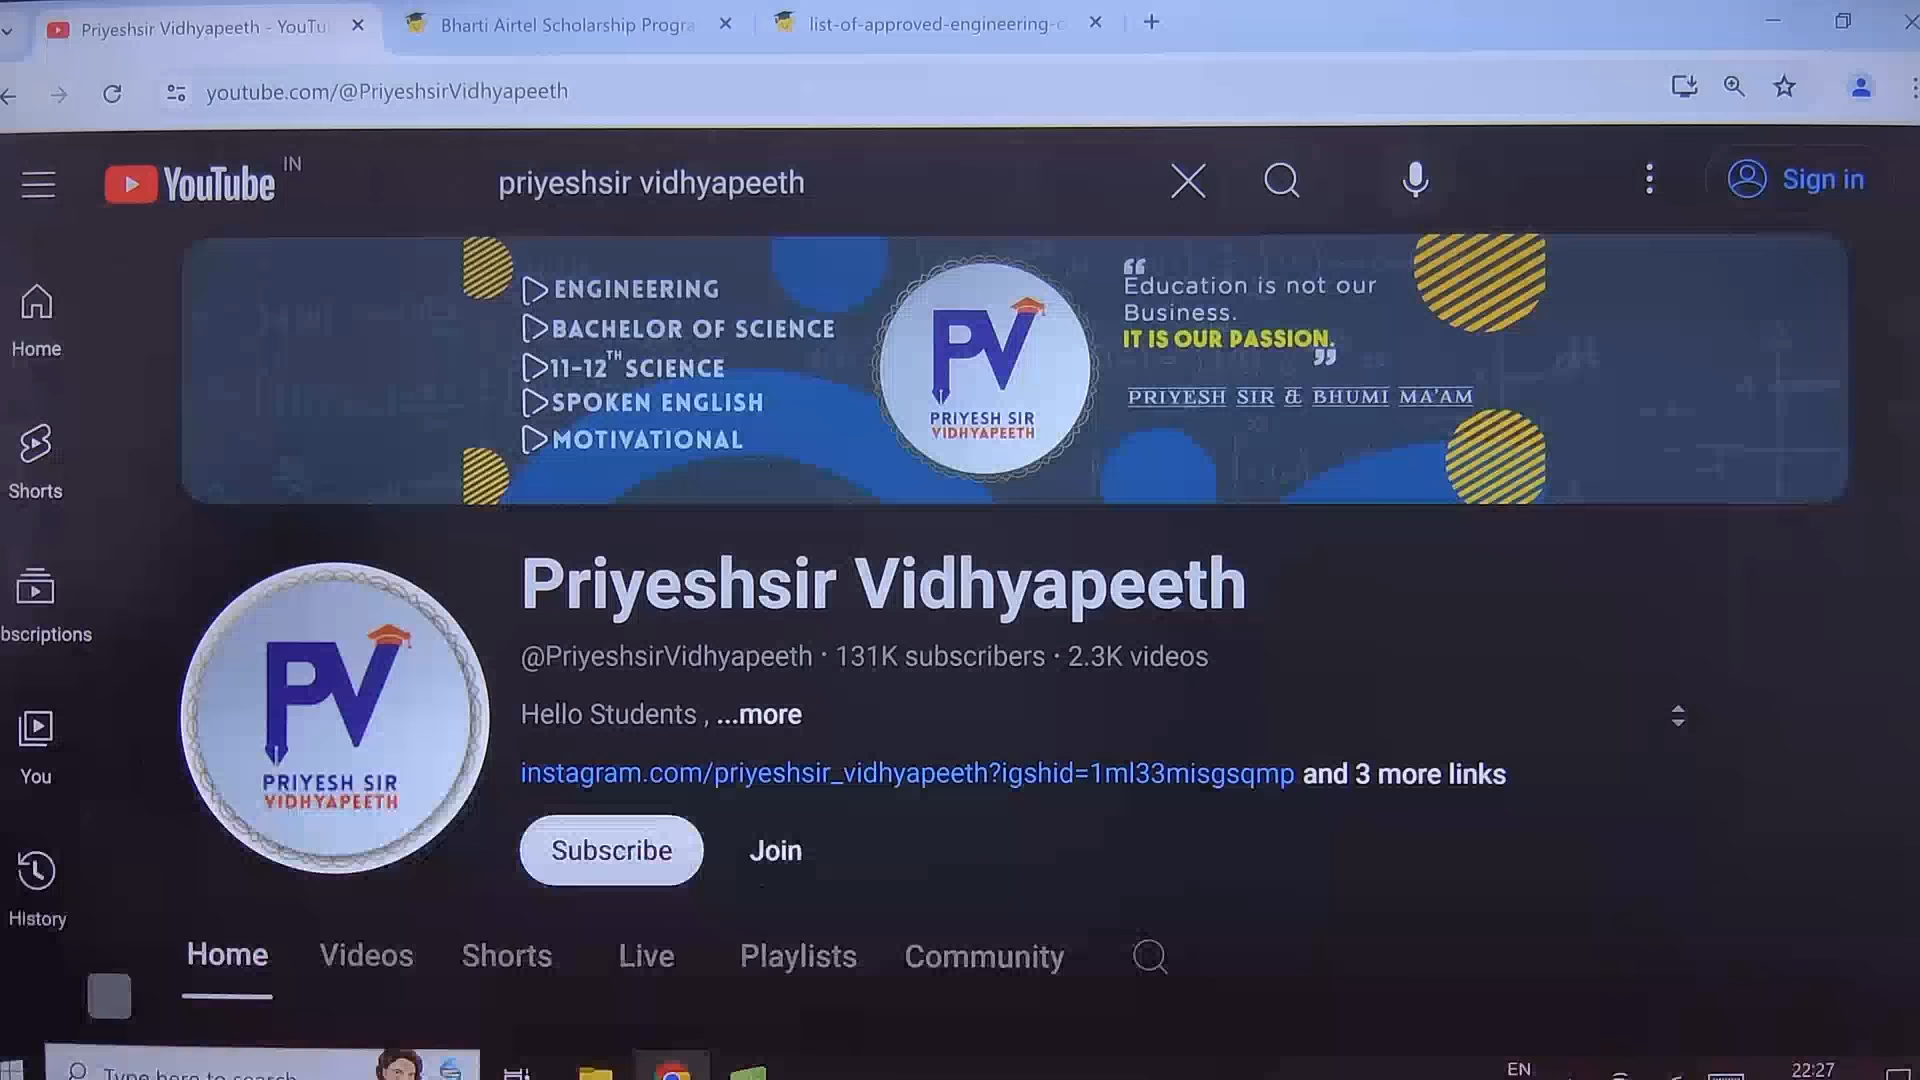 Priyeshsir Vidhyapeeth - YouTu
Bharti Airtel Scholarship Progra
list-of-approved-engineering-c
youtube.com/@PriyeshsirVidhyapeeth
YouTube IN
priyeshsir vidhyapeeth
Sign in
ENGINEERING
BACHELOR OF SCIENCE
11-12TH SCIENCE
SPOKEN ENGLISH
MOTIVATIONAL
PV
PRIYESH SIR
VIDHYAPEETH
“Education is not our
Business.
IT IS OUR PASSION.”
PRIYESH SIR & BHUMI MA'AM
Home
Shorts
bscriptions
You
History
PV
PRIYESH SIR
VIDHYAPEETH
Priyeshsir Vidhyapeeth
@PriyeshsirVidhyapeeth · 131K subscribers · 2.3K videos
Hello Students , ...more
instagram.com/priyeshsir_vidhyapeeth?igshid=1ml33misgsqmp and 3 more links
Subscribe Join
Home Videos Shorts Live Playlists Community
Type here to search
EN
22:27